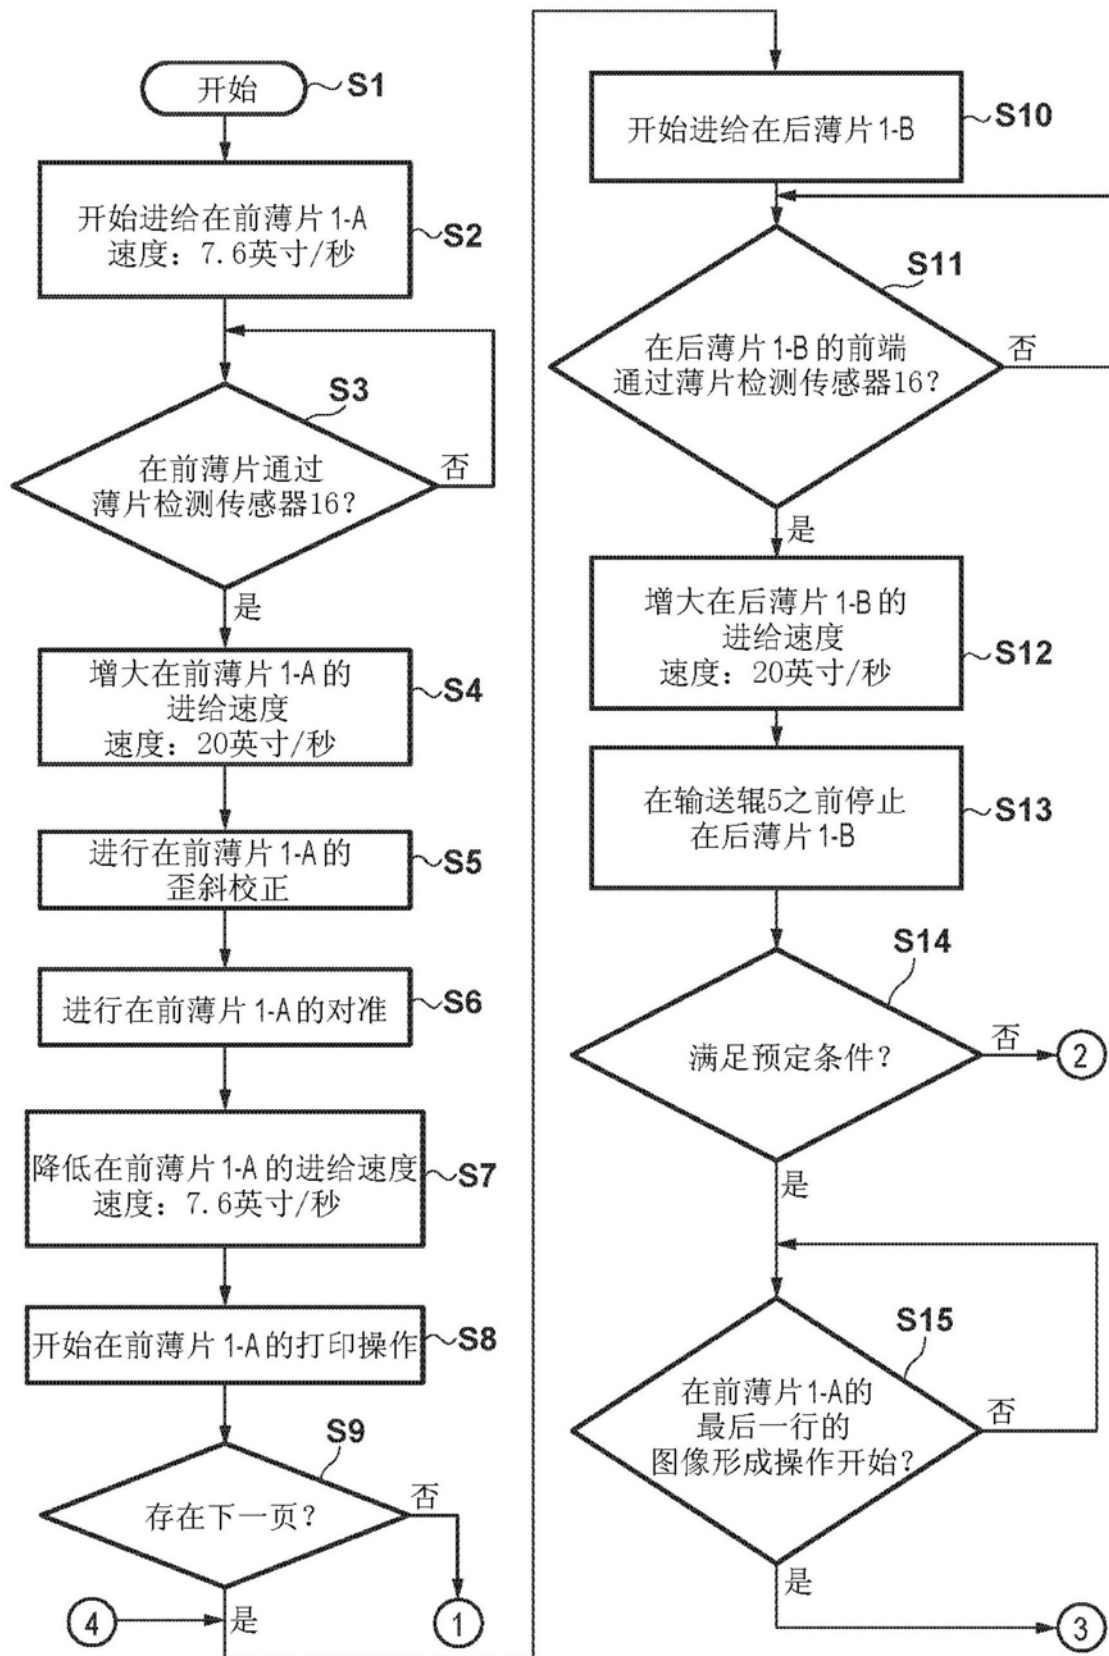 开始
S1
开始进给在前薄片1-A
速度：7.6英寸/秒
S2
S3
在前薄片通过
薄片检测传感器16？
否
是
增大在前薄片1-A的
进给速度
速度：20英寸/秒
S4
进行在前薄片1-A的
歪斜校正
S5
进行在前薄片1-A的对准
S6
降低在前薄片1-A的进给速度
速度：7.6英寸/秒
S7
开始在前薄片1-A的打印操作
S8
S9
存在下一页？
否
是
4
1
开始进给在后薄片1-B
S10
S11
在后薄片1-B的前端
通过薄片检测传感器16？
否
是
增大在后薄片1-B的
进给速度
速度：20英寸/秒
S12
在输送辊5之前停止
在后薄片1-B
S13
S14
满足预定条件？
否
2
是
S15
在前薄片1-A的
最后一行的
图像形成操作开始？
否
是
3